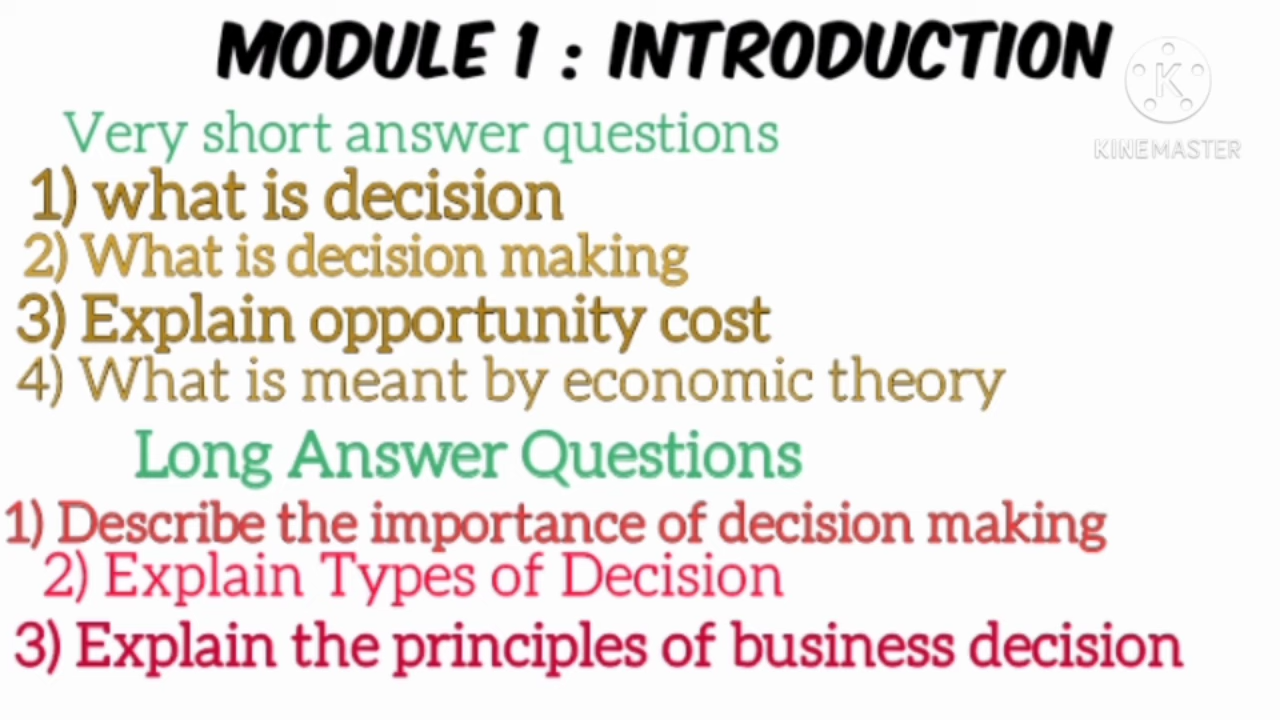 MODULE 1 : INTRODUCTION
K
KINEMASTER
Very short answer questions
1) what is decision
2) What is decision making
3) Explain opportunity cost
4) What is meant by economic theory
Long Answer Questions
1) Describe the importance of decision making
2) Explain Types of Decision
3) Explain the principles of business decision